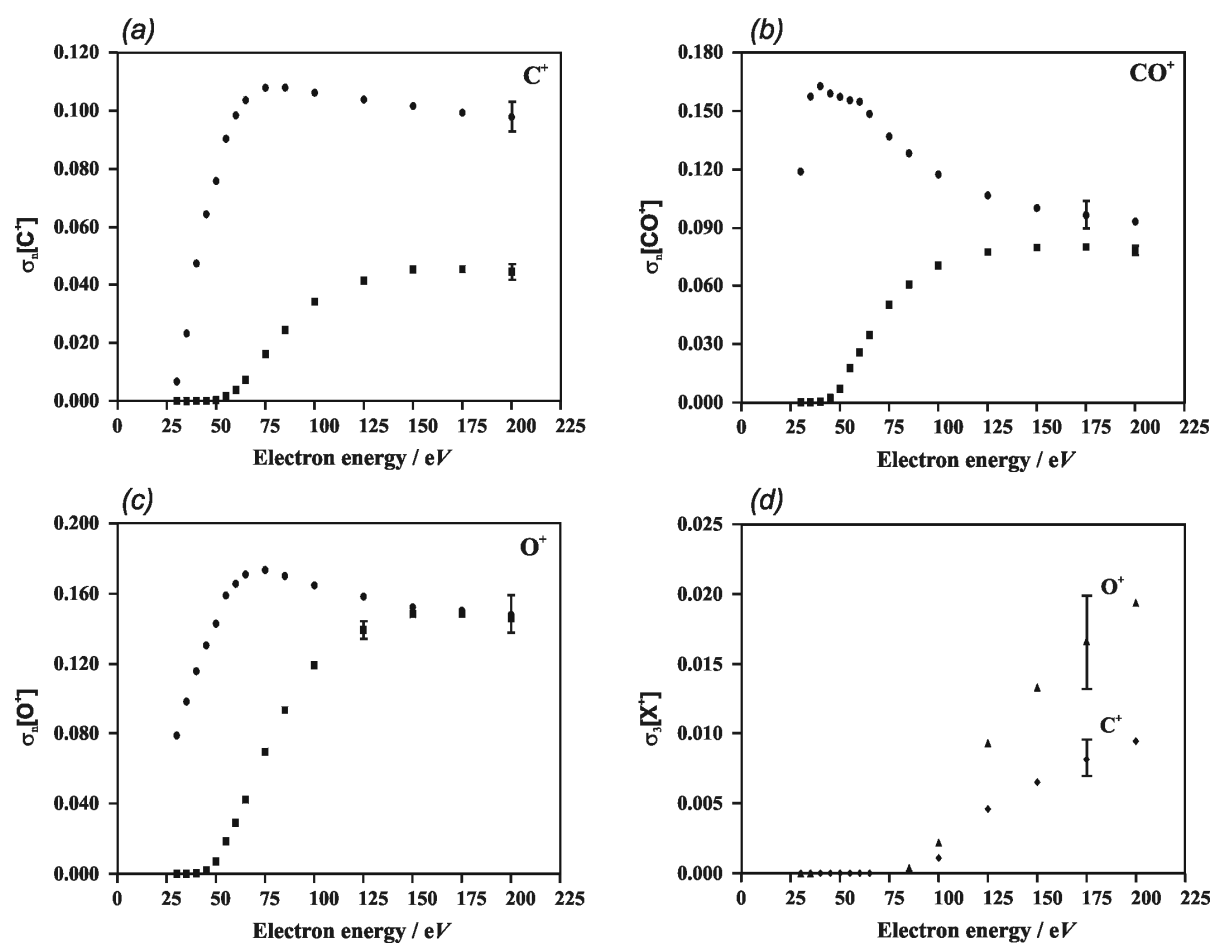 (a)
C⁺
0.120
0.100
0.080
0.060
0.040
0.020
0.000
σₙ[C⁺]
0 25 50 75 100 125 150 175 200 225
Electron energy / eV
(b)
CO⁺
0.180
0.150
0.120
0.090
0.060
0.030
0.000
σₙ[CO⁺]
0 25 50 75 100 125 150 175 200 225
Electron energy / eV
(c)
O⁺
0.200
0.160
0.120
0.080
0.040
0.000
σₙ[O⁺]
0 25 50 75 100 125 150 175 200 225
Electron energy / eV
(d)
0.025
0.020
0.015
0.010
0.005
0.000
σ₃[X⁺]
O⁺
C⁺
0 25 50 75 100 125 150 175 200 225
Electron energy / eV